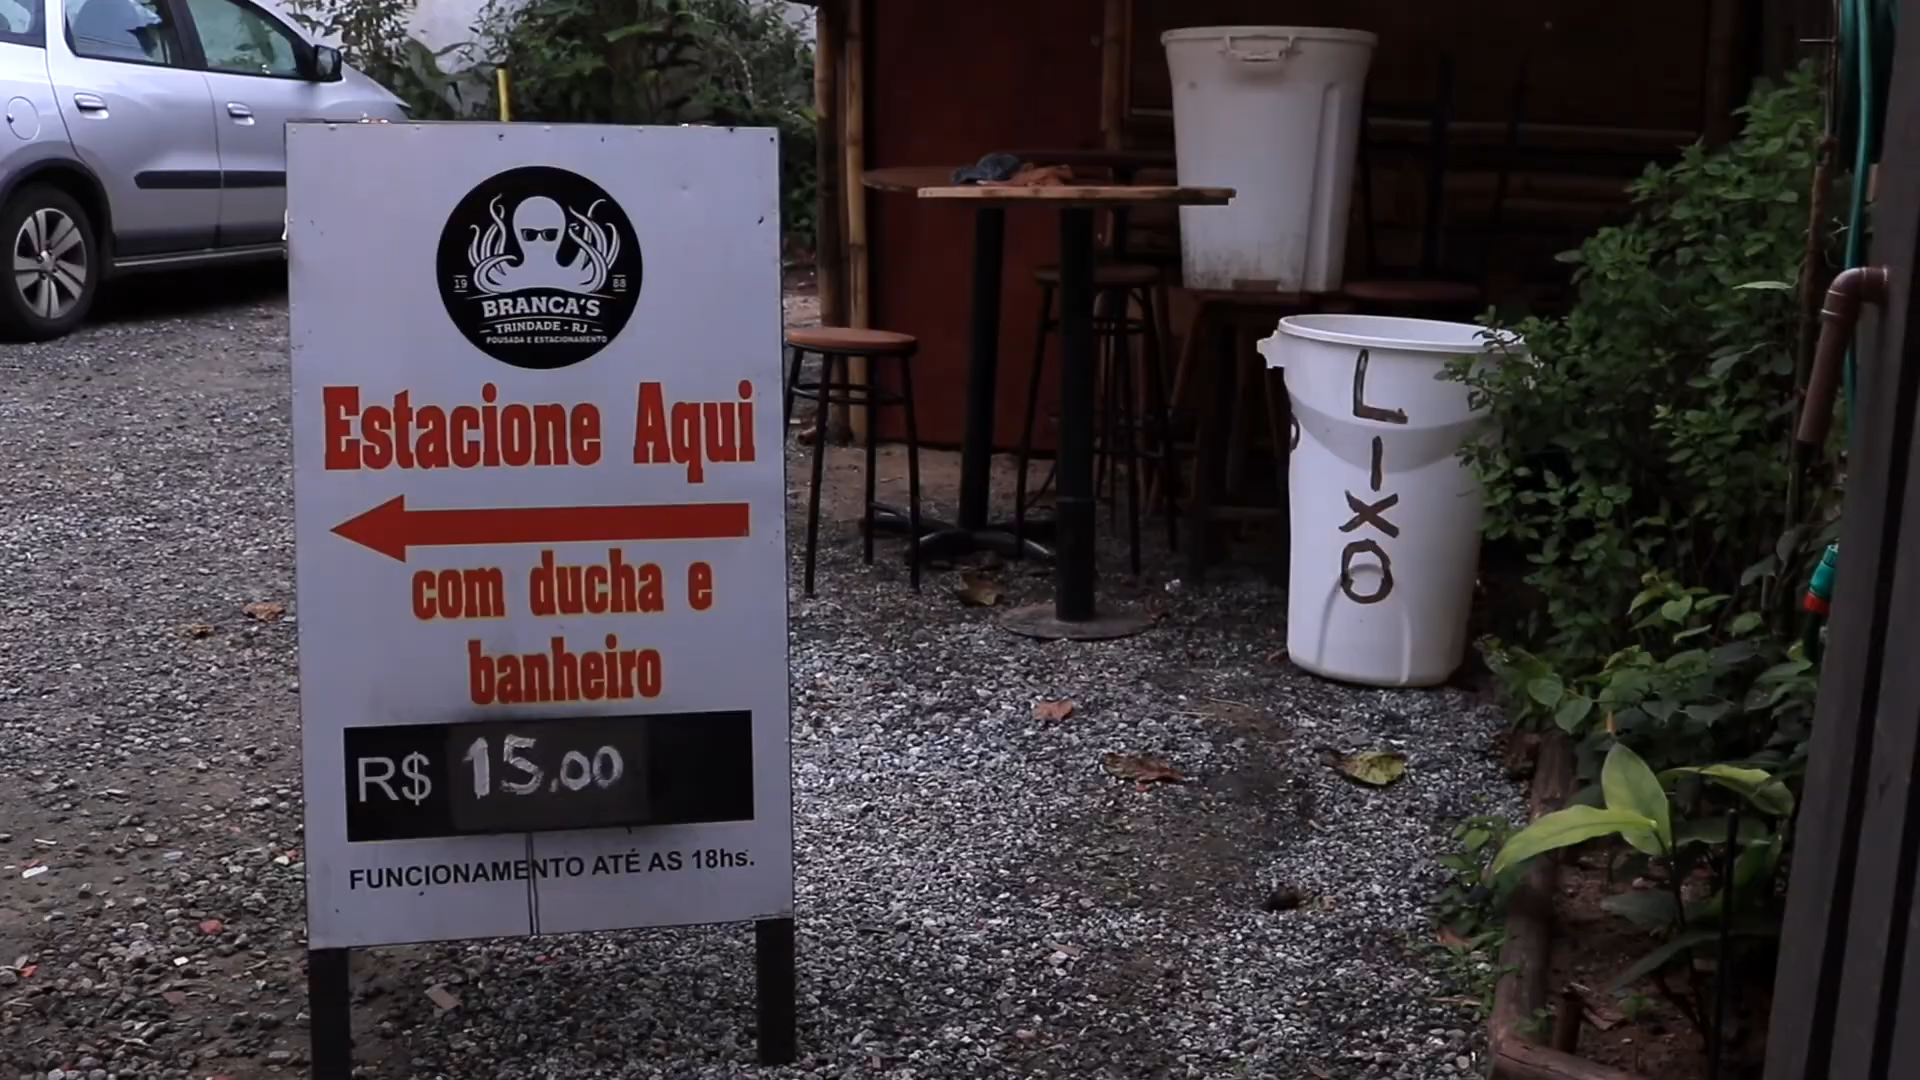 19 88
BRANCA'S
TRINDADE - RJ
POUSADA E ESTACIONAMENTO
Estacione Aqui
com ducha e
banheiro
R$ 15,00
FUNCIONAMENTO ATÉ AS 18hs.
LIXO